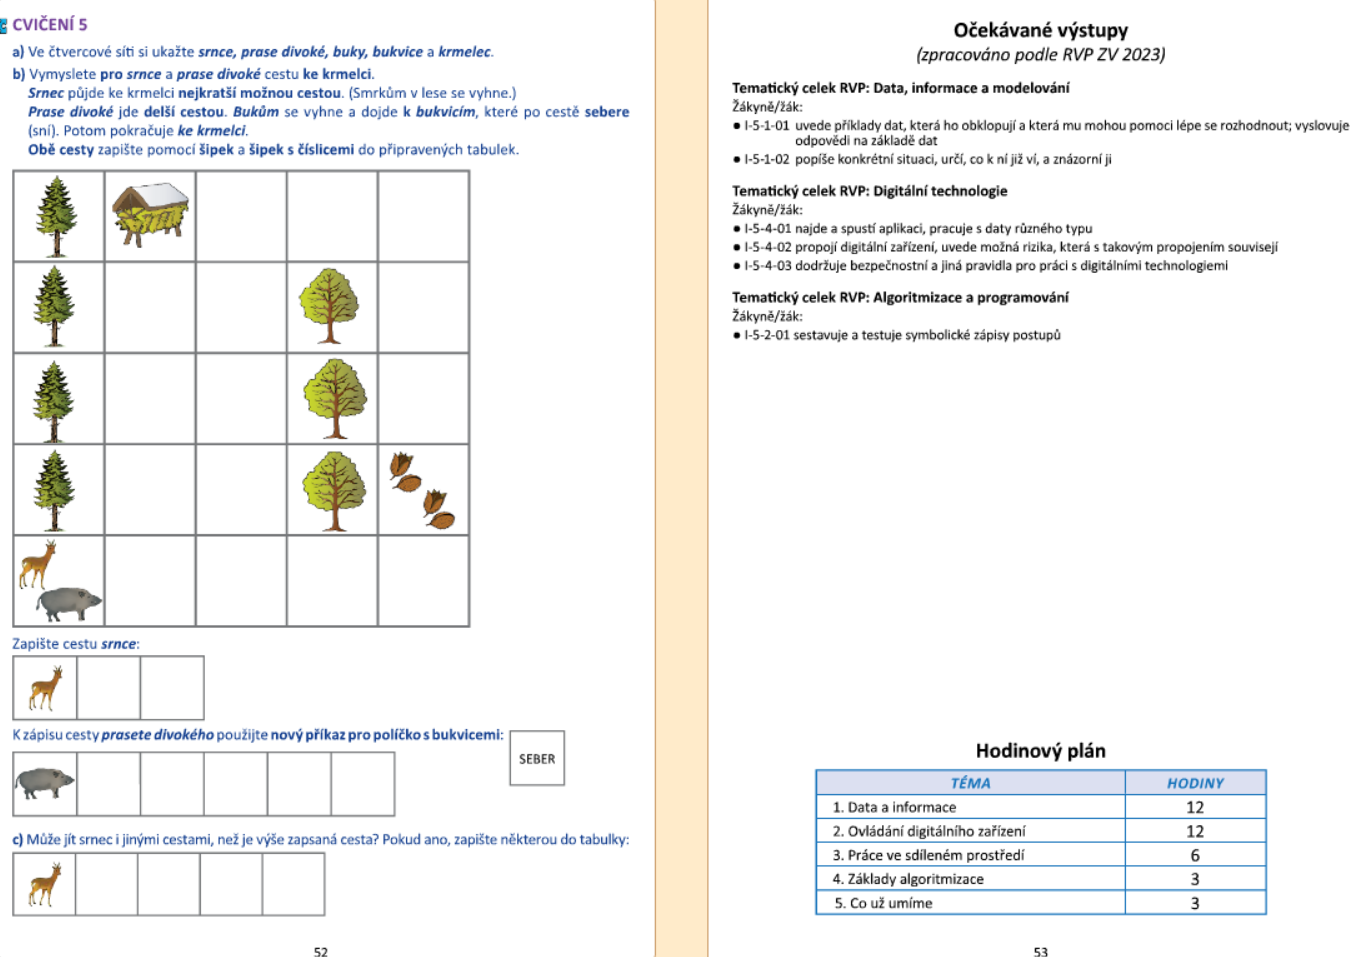 CVIČENÍ 5
a) Ve čtvercové síti si ukažte srnce, prase divoké, buky, bukvice a krmelec.
b) Vymyslete pro srnce a prase divoké cestu ke krmelci.
Srnec půjde ke krmelci nejkratší možnou cestou. (Smrkům v lese se vyhne.)
Prase divoké jde delší cestou. Bukům se vyhne a dojde k bukvicím, které po cestě sebere
(sní). Potom pokračuje ke krmelci.
Obě cesty zapište pomocí šipek a šipek s číslicemi do připravených tabulek.
Zapište cestu srnce:
K zápisu cesty prasete divokého použijte nový příkaz pro políčko s bukvicemi:
SEBER
c) Může jít srnec i jinými cestami, než je výše zapsaná cesta? Pokud ano, zapište některou do tabulky:
52
Očekávané výstupy
(zpracováno podle RVP ZV 2023)
Tematický celek RVP: Data, informace a modelování
Žákyně/žák:
● I-5-1-01 uvede příklady dat, která ho obklopují a která mu mohou pomoci lépe se rozhodnout; vyslovuje
odpovědi na základě dat
● I-5-1-02 popíše konkrétní situaci, určí, co k ní již ví, a znázorní ji
Tematický celek RVP: Digitální technologie
Žákyně/žák:
● I-5-4-01 najde a spustí aplikaci, pracuje s daty různého typu
● I-5-4-02 propojí digitální zařízení, uvede možná rizika, která s takovým propojením souvisejí
● I-5-4-03 dodržuje bezpečnostní a jiná pravidla pro práci s digitálními technologiemi
Tematický celek RVP: Algoritmizace a programování
Žákyně/žák:
● I-5-2-01 sestavuje a testuje symbolické zápisy postupů
Hodinový plán
TÉMA HODINY
1. Data a informace 12
2. Ovládání digitálního zařízení 12
3. Práce ve sdíleném prostředí 6
4. Základy algoritmizace 3
5. Co už umíme 3
53